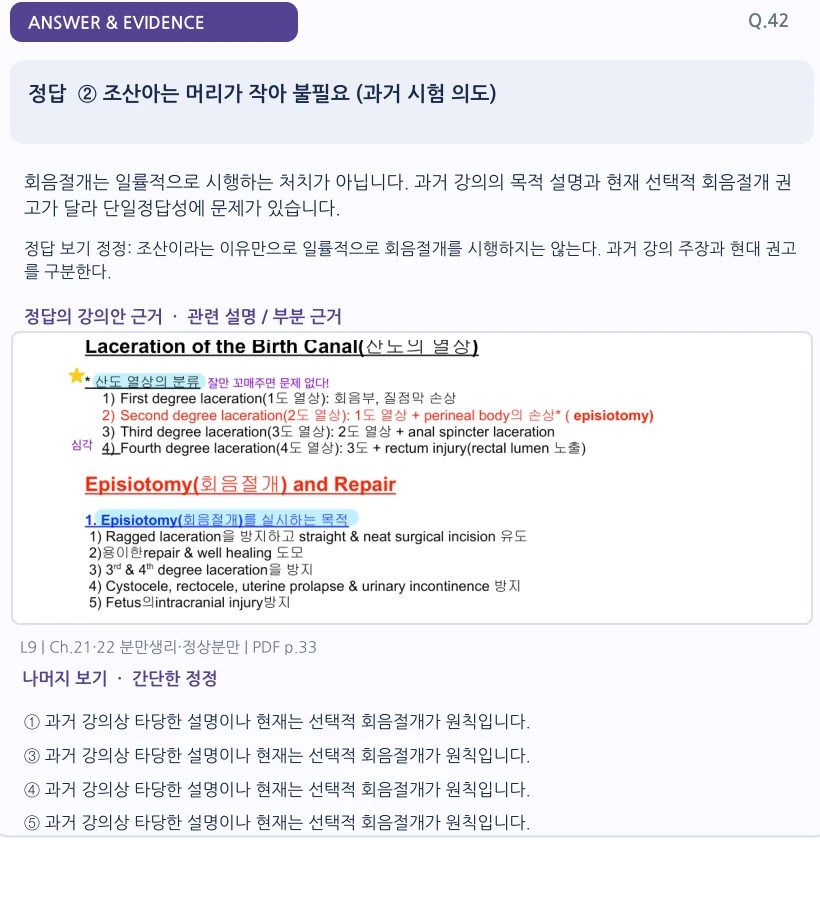 ANSWER & EVIDENCE
Q.42
정답 ② 조산아는 머리가 작아 불필요 (과거 시험 의도)
회음절개는 일률적으로 시행하는 처치가 아닙니다. 과거 강의의 목적 설명과 현재 선택적 회음절개 권
고가 달라 단일정답성에 문제가 있습니다.
정답 보기 정정: 조산이라는 이유만으로 일률적으로 회음절개를 시행하지는 않는다. 과거 강의 주장과 현대 권고
를 구분한다.
정답의 강의안 근거 · 관련 설명 / 부분 근거
Laceration of the Birth Canal(산도의 열상)
* 산도 열상의 분류 잘만 꼬매주면 문제 없다!
1) First degree laceration(1도 열상): 회음부, 질점막 손상
2) Second degree laceration(2도 열상): 1도 열상 + perineal body의 손상* ( episiotomy)
3) Third degree laceration(3도 열상): 2도 열상 + anal spincter laceration
심각 4) Fourth degree laceration(4도 열상): 3도 + rectum injury(rectal lumen 노출)
Episiotomy(회음절개) and Repair
1. Episiotomy(회음절개)를 실시하는 목적
1) Ragged laceration을 방지하고 straight & neat surgical incision 유도
2)용이한repair & well healing 도모
3) 3rd & 4th degree laceration을 방지
4) Cystocele, rectocele, uterine prolapse & urinary incontinence 방지
5) Fetus의intracranial injury방지
L9 | Ch.21·22 분만생리·정상분만 | PDF p.33
나머지 보기 · 간단한 정정
① 과거 강의상 타당한 설명이나 현재는 선택적 회음절개가 원칙입니다.
③ 과거 강의상 타당한 설명이나 현재는 선택적 회음절개가 원칙입니다.
④ 과거 강의상 타당한 설명이나 현재는 선택적 회음절개가 원칙입니다.
⑤ 과거 강의상 타당한 설명이나 현재는 선택적 회음절개가 원칙입니다.